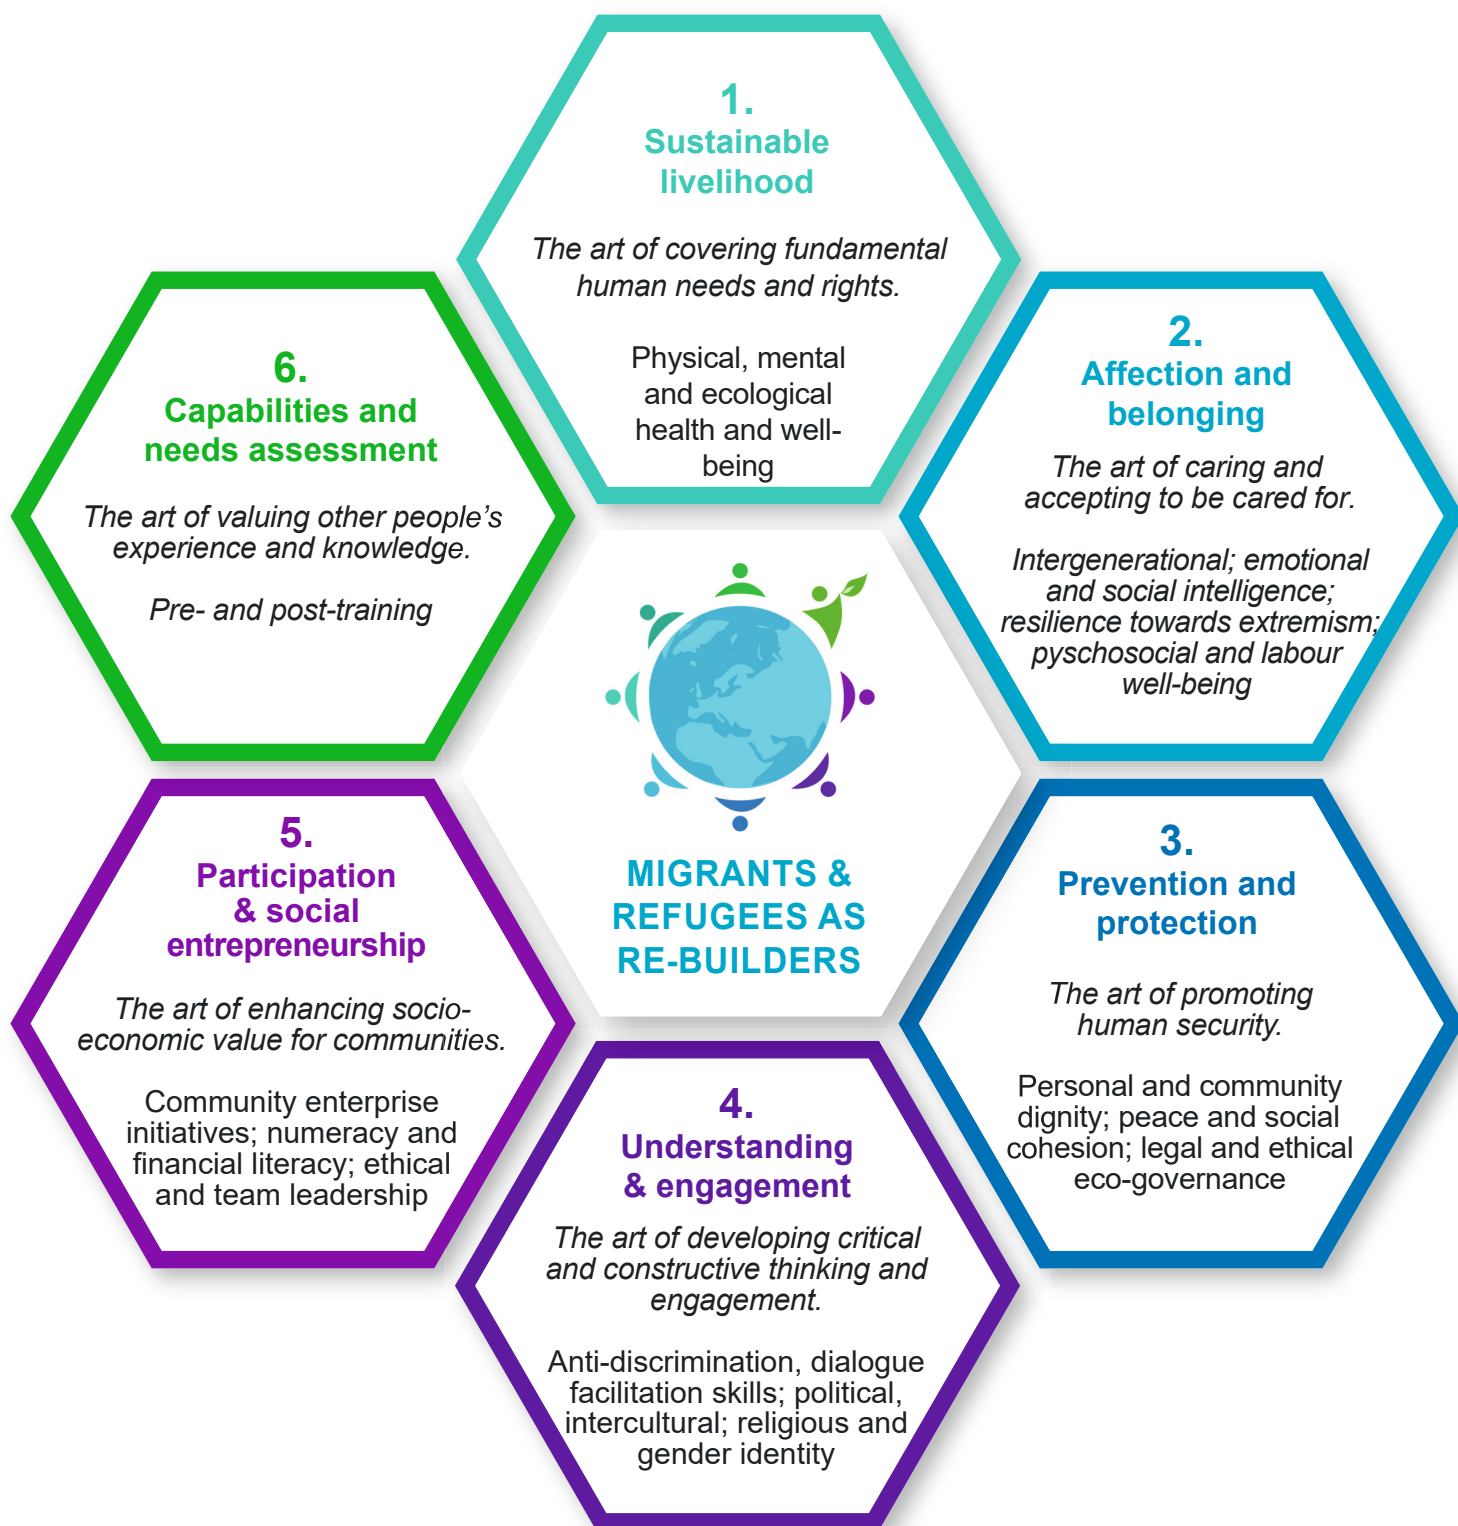 1.
Sustainable
livelihood
The art of covering fundamental
human needs and rights.
Physical, mental
and ecological
health and well-
being
2.
Affection and
belonging
The art of caring and
accepting to be cared for.
Intergenerational; emotional
and social intelligence;
resilience towards extremism;
pyschosocial and labour
well-being
3.
Prevention and
protection
The art of promoting
human security.
Personal and community
dignity; peace and social
cohesion; legal and ethical
eco-governance
4.
Understanding
& engagement
The art of developing critical
and constructive thinking and
engagement.
Anti-discrimination, dialogue
facilitation skills; political,
intercultural; religious and
gender identity
5.
Participation
& social
entrepreneurship
The art of enhancing socio-
economic value for communities.
Community enterprise
initiatives; numeracy and
financial literacy; ethical
and team leadership
6.
Capabilities and
needs assessment
The art of valuing other people’s
experience and knowledge.
Pre- and post-training
MIGRANTS &
REFUGEES AS
RE-BUILDERS